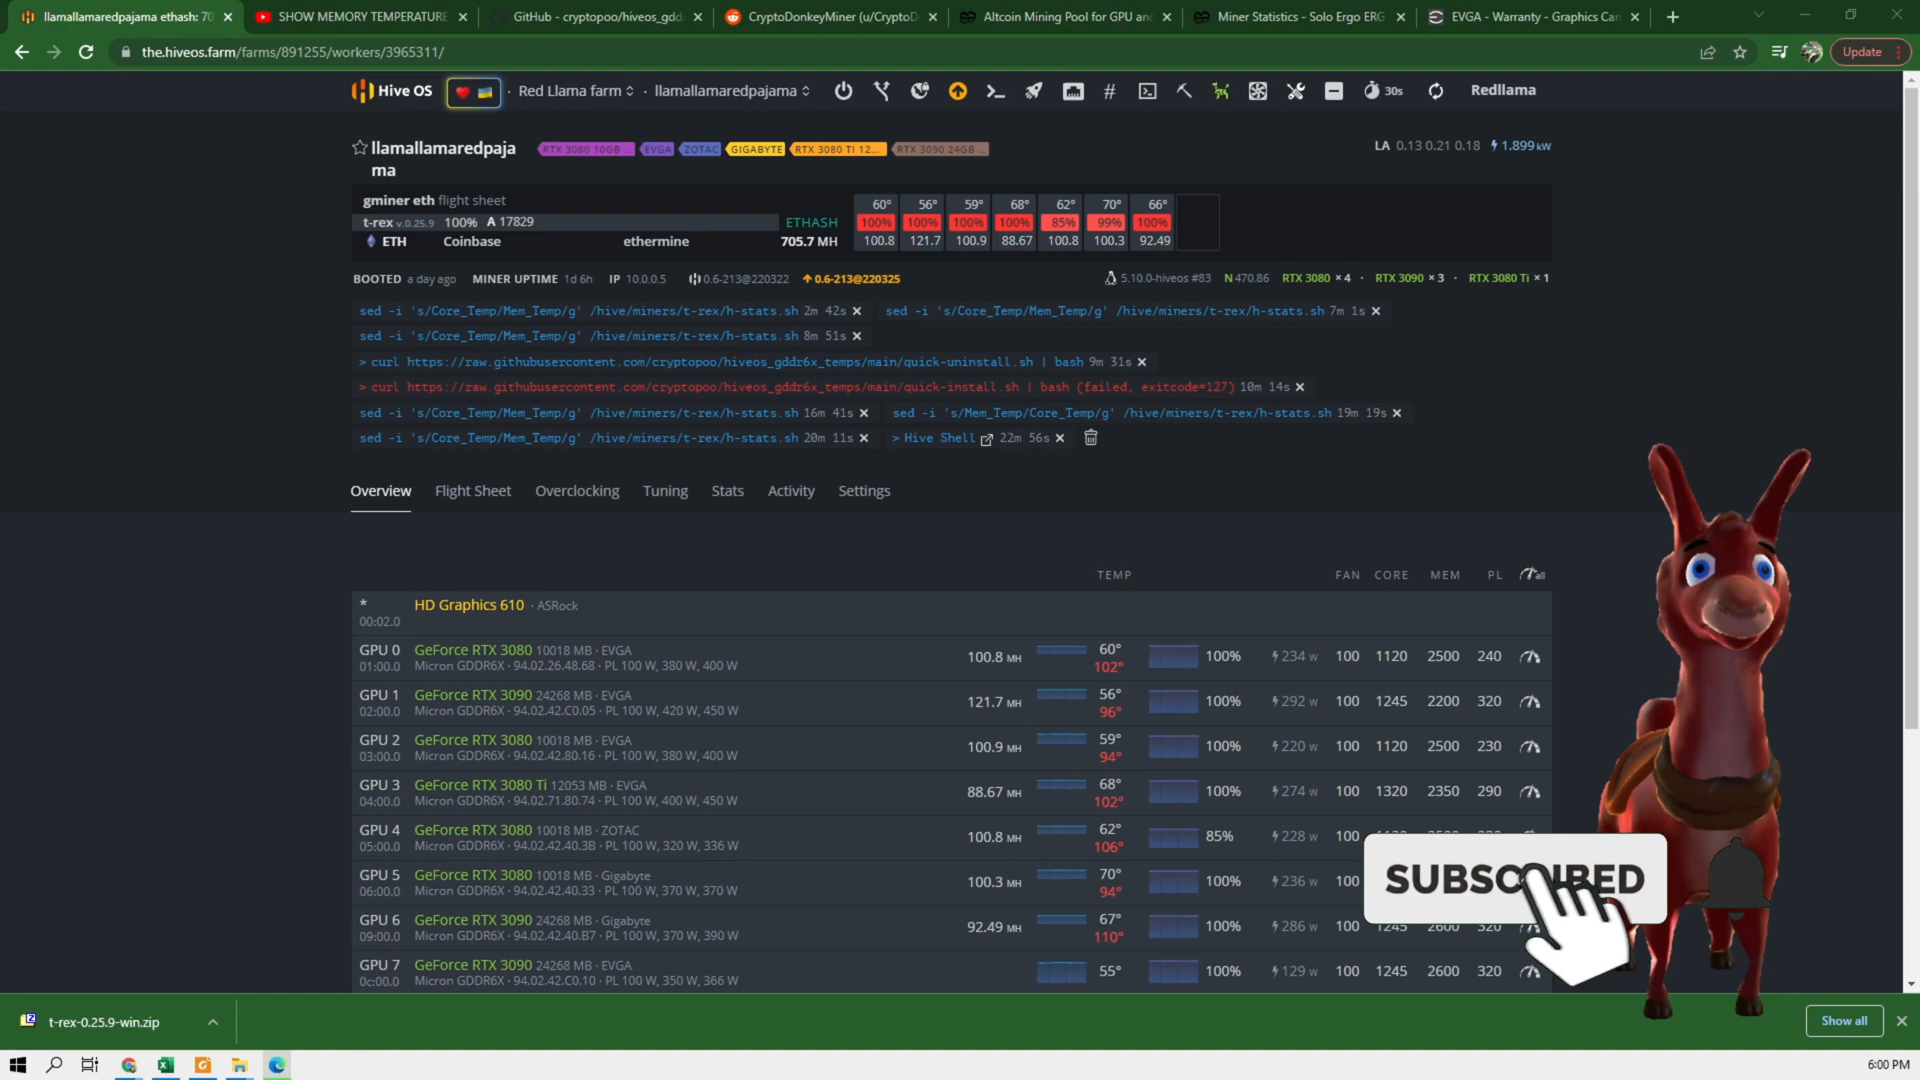 llamallamaredpajama ethash: 70
SHOW MEMORY TEMPERATURE
GitHub - cryptopoo/hiveos_gdd
CryptoDonkeyMiner (u/CryptoD
Altcoin Mining Pool for GPU an
Miner Statistics - Solo Ergo ERG
EVGA - Warranty - Graphics Car
the.hiveos.farm/farms/891255/workers/3965311/
Update
Hive OS
Red Llama farm
llamallamaredpajama
30s
Redllama
llamallamaredpaja
ma
RTX 3080 10GB ...
EVGA
ZOTAC
GIGABYTE
RTX 3080 TI 12...
RTX 3090 24GB ...
LA 0.13 0.21 0.18 1.899 kW
gminer eth flight sheet
60° 56° 59° 68° 62° 70° 66°
t-rex v.0.25.9 100% A 17829 ETHASH
100% 100% 100% 100% 85% 99% 100%
ETH Coinbase ethermine 705.7 MH
100.8 121.7 100.9 88.67 100.8 100.3 92.49
BOOTED a day ago MINER UPTIME 1d 6h IP 10.0.0.5 0.6-213@220322 0.6-213@220325
5.10.0-hiveos #83 N 470.86 RTX 3080 × 4 · RTX 3090 × 3 · RTX 3080 Ti × 1
sed -i 's/Core_Temp/Mem_Temp/g' /hive/miners/t-rex/h-stats.sh 2m 42s
sed -i 's/Core_Temp/Mem_Temp/g' /hive/miners/t-rex/h-stats.sh 7m 1s
sed -i 's/Core_Temp/Mem_Temp/g' /hive/miners/t-rex/h-stats.sh 8m 51s
> curl https://raw.githubusercontent.com/cryptopoo/hiveos_gddr6x_temps/main/quick-uninstall.sh | bash 9m 31s
> curl https://raw.githubusercontent.com/cryptopoo/hiveos_gddr6x_temps/main/quick-install.sh | bash (failed, exitcode=127) 10m 14s
sed -i 's/Core_Temp/Mem_Temp/g' /hive/miners/t-rex/h-stats.sh 16m 41s
sed -i 's/Mem_Temp/Core_Temp/g' /hive/miners/t-rex/h-stats.sh 19m 19s
sed -i 's/Core_Temp/Mem_Temp/g' /hive/miners/t-rex/h-stats.sh 20m 11s
> Hive Shell 22m 56s
Overview Flight Sheet Overclocking Tuning Stats Activity Settings
TEMP FAN CORE MEM PL all
* HD Graphics 610 · ASRock
00:02.0
GPU 0 GeForce RTX 3080 10018 MB · EVGA 100.8 MH 60° 100% 234 W 100 1120 2500 240
01:00.0 Micron GDDR6X · 94.02.26.48.68 · PL 100 W, 380 W, 400 W 102°
GPU 1 GeForce RTX 3090 24268 MB · EVGA 121.7 MH 56° 100% 292 W 100 1245 2200 320
02:00.0 Micron GDDR6X · 94.02.42.C0.05 · PL 100 W, 420 W, 450 W 96°
GPU 2 GeForce RTX 3080 10018 MB · EVGA 100.9 MH 59° 100% 220 W 100 1120 2500 230
03:00.0 Micron GDDR6X · 94.02.42.80.16 · PL 100 W, 380 W, 400 W 94°
GPU 3 GeForce RTX 3080 Ti 12053 MB · EVGA 88.67 MH 68° 100% 274 W 100 1320 2350 290
04:00.0 Micron GDDR6X · 94.02.71.80.74 · PL 100 W, 400 W, 450 W 102°
GPU 4 GeForce RTX 3080 10018 MB · ZOTAC 100.8 MH 62° 85% 228 W 100
05:00.0 Micron GDDR6X · 94.02.42.40.3B · PL 100 W, 320 W, 336 W 106°
GPU 5 GeForce RTX 3080 10018 MB · Gigabyte 100.3 MH 70° 100% 236 W 100
06:00.0 Micron GDDR6X · 94.02.42.40.33 · PL 100 W, 370 W, 370 W 94°
GPU 6 GeForce RTX 3090 24268 MB · Gigabyte 92.49 MH 67° 100% 286 W 100 1245 2600 320
09:00.0 Micron GDDR6X · 94.02.42.40.B7 · PL 100 W, 370 W, 390 W 110°
GPU 7 GeForce RTX 3090 24268 MB · EVGA 55° 100% 129 W 100 1245 2600 320
0c:00.0 Micron GDDR6X · 94.02.42.C0.10 · PL 100 W, 350 W, 366 W
SUBSCRIBED
t-rex-0.25.9-win.zip
Show all
6:00 PM